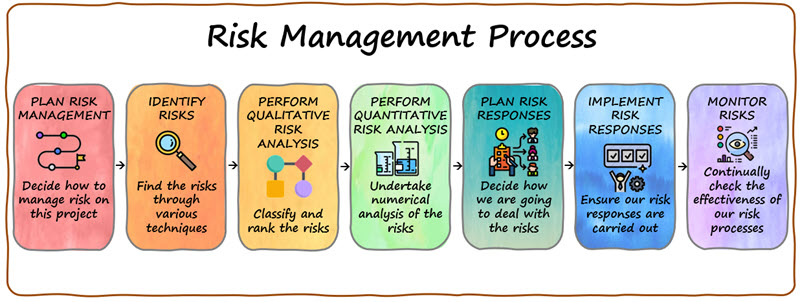 Risk Management Process
PLAN RISK
MANAGEMENT
Decide how to
manage risk on
this project
IDENTIFY
RISKS
Find the risks
through
various
techniques
PERFORM
QUALITATIVE
RISK
ANALYSIS
Classify and
rank the risks
PERFORM
QUANTITATIVE
RISK ANALYSIS
Undertake
numerical
analysis of the
risks
PLAN RISK
RESPONSES
Decide how
we are going
to deal with
the risks
IMPLEMENT
RISK
RESPONSES
Ensure our risk
responses are
carried out
MONITOR
RISKS
Continually
check the
effectiveness of
our risk
processes